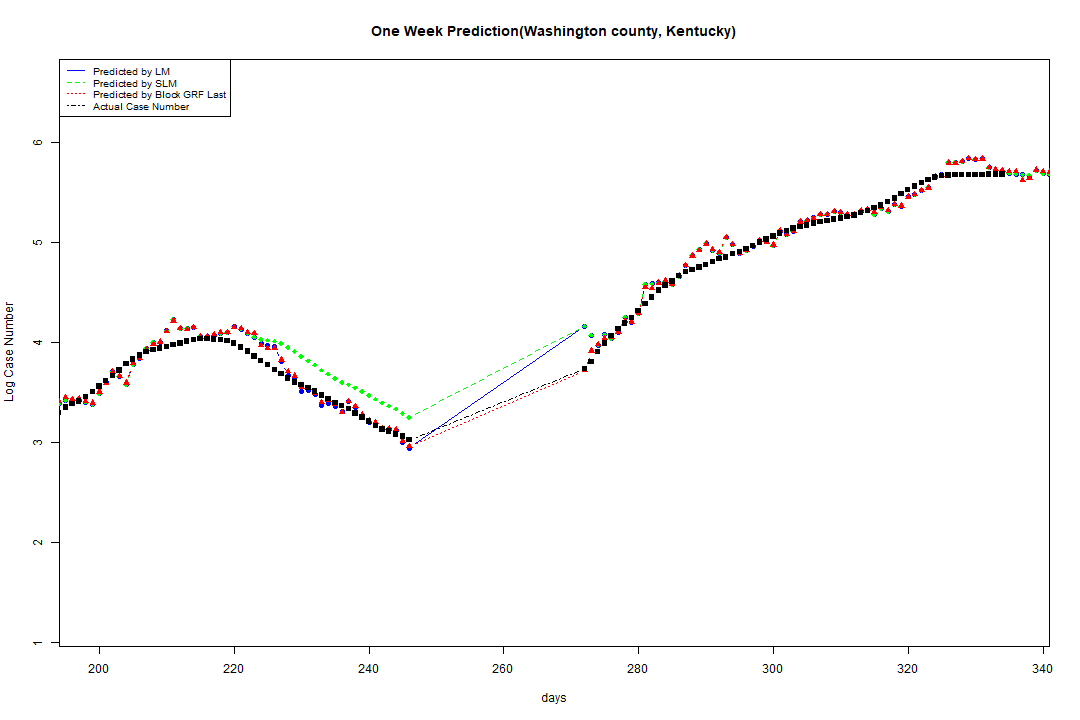 One Week Prediction(Washington county, Kentucky)
Predicted by LM
Predicted by SLM
Predicted by Block GRF Last
Actual Case Number
Log Case Number
6
5
4
3
2
1
200 220 240 260 280 300 320 340
days